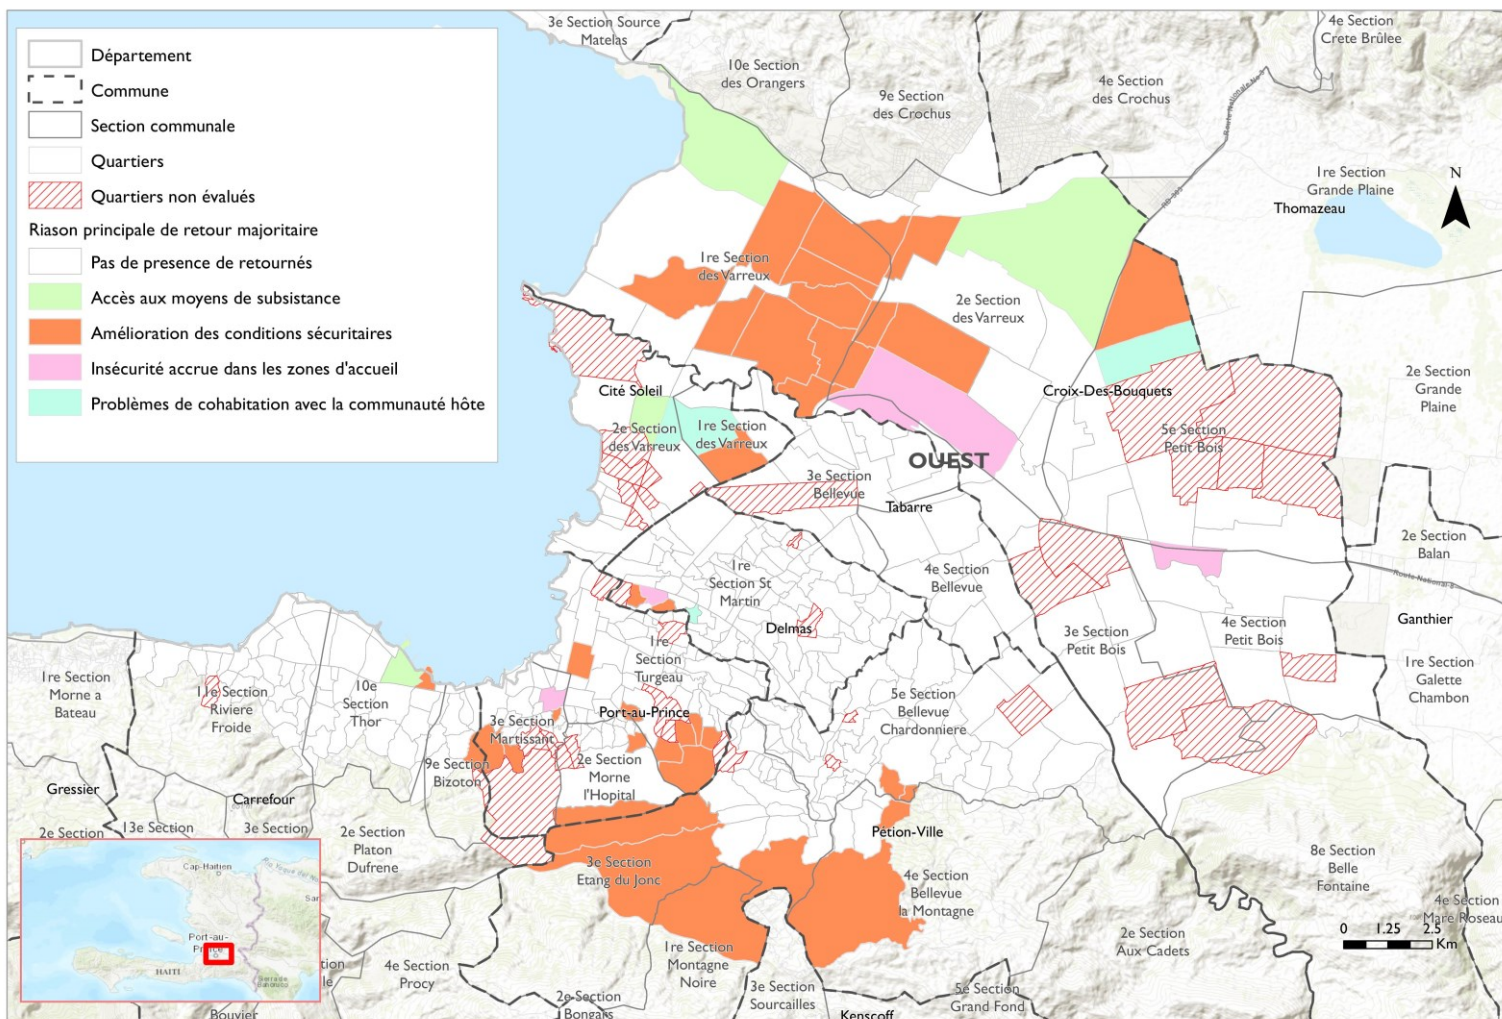 Département
Commune
Section communale
Quartiers
Quartiers non évalués
Riason principale de retour majoritaire
Pas de presence de retournés
Accès aux moyens de subsistance
Amélioration des conditions sécuritaires
Insécurité accrue dans les zones d'accueil
Problèmes de cohabitation avec la communauté hôte
3e Section Source
Matelas
10e Section
des Orangers
9e Section
des Crochus
4e Section
des Crochus
4e Section
Crete Brûlee
Route Nationale No 3
RD 303
1re Section
Grande Plaine
Thomazeau
N
1re Section
des Varreux
2e Section
des Varreux
Cité Soleil
2e Section
des Varreux
1re Section
des Varreux
Croix-Des-Bouquets
2e Section
Grande
Plaine
5e Section
Petit Bois
OUEST
3e Section
Bellevue
Tabarre
2e Section
Balan
4e Section
Bellevue
1re
Section St
Martin
Delmas
Ganthier
4e Section
Petit Bois
3e Section
Petit Bois
1re Section
Galette
Chambon
1re Section
Morne a
Bateau
11e Section
Riviere
Froide
10e
Section
Thor
1re
Section
Turgeau
Port-au-Prince
3e Section
Martissant
5e Section
Bellevue
Chardonniere
9e Section
Bizoton
2e Section
Morne
l'Hopital
Gressier
Carrefour
2e Section
13e Section
3e Section
2e Section
Platon
Dufrene
Pétion-Ville
3e Section
Etang du Jonc
4e Section
Bellevue
la Montagne
8e Section
Belle
Fontaine
4e Section
Mare Roseau
2e Section
Aux Cadets
0 1.25 2.5
Km
1re Section
Montagne
Noire
4e Section
Procy
2e Section
Bongars
3e Section
Sourcailles
5e Section
Grand Fond
Kenscoff
Bouvier
Cap-Haïtien
Port-au-
Prince
HAITI